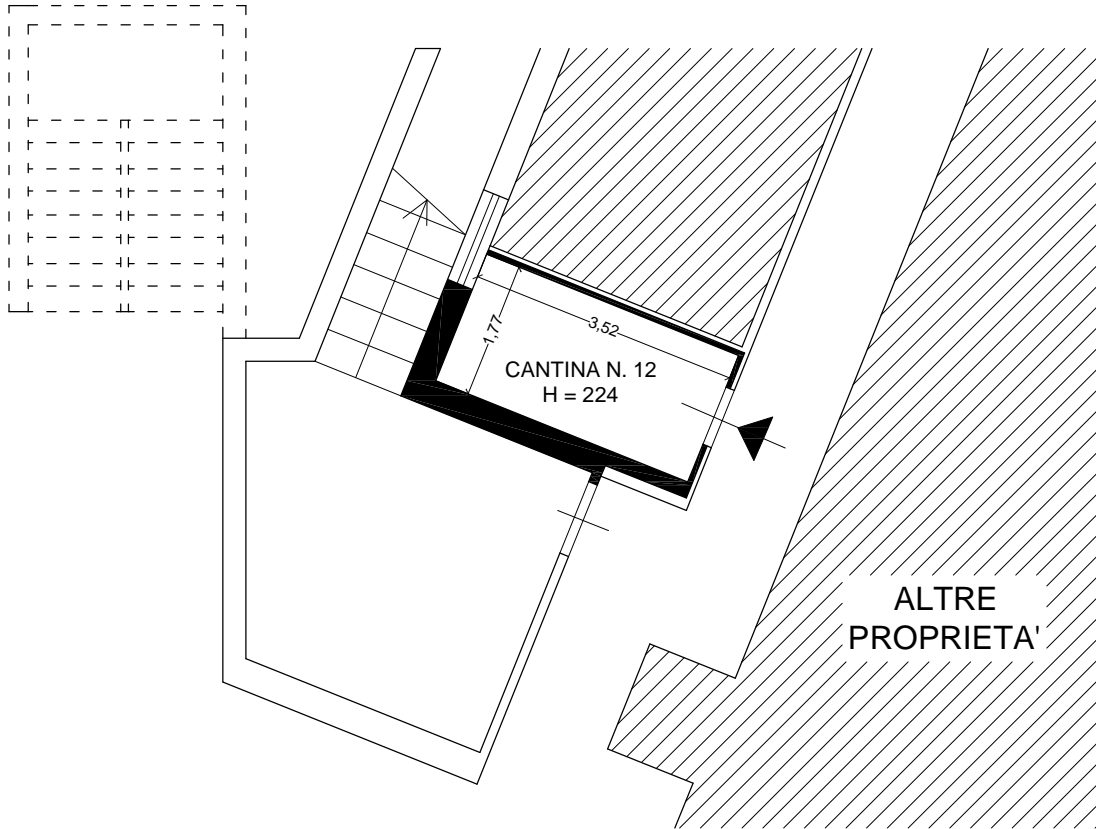 3,52
1,77
CANTINA N. 12
H = 224
ALTRE
PROPRIETA'